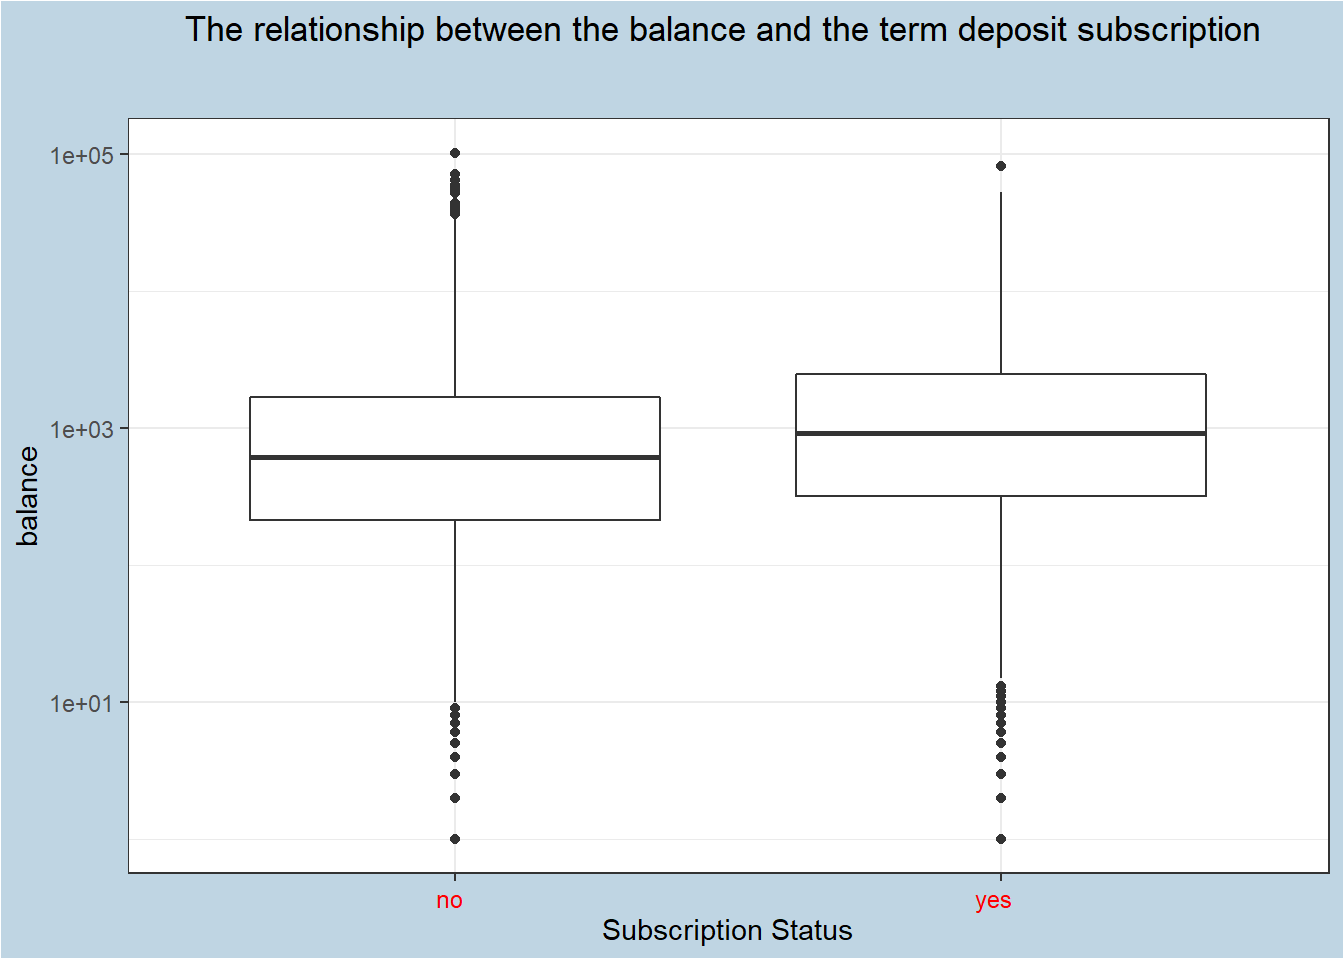 The relationship between the balance and the term deposit subscription
1e+05
1e+03
1e+01
balance
no
yes
Subscription Status